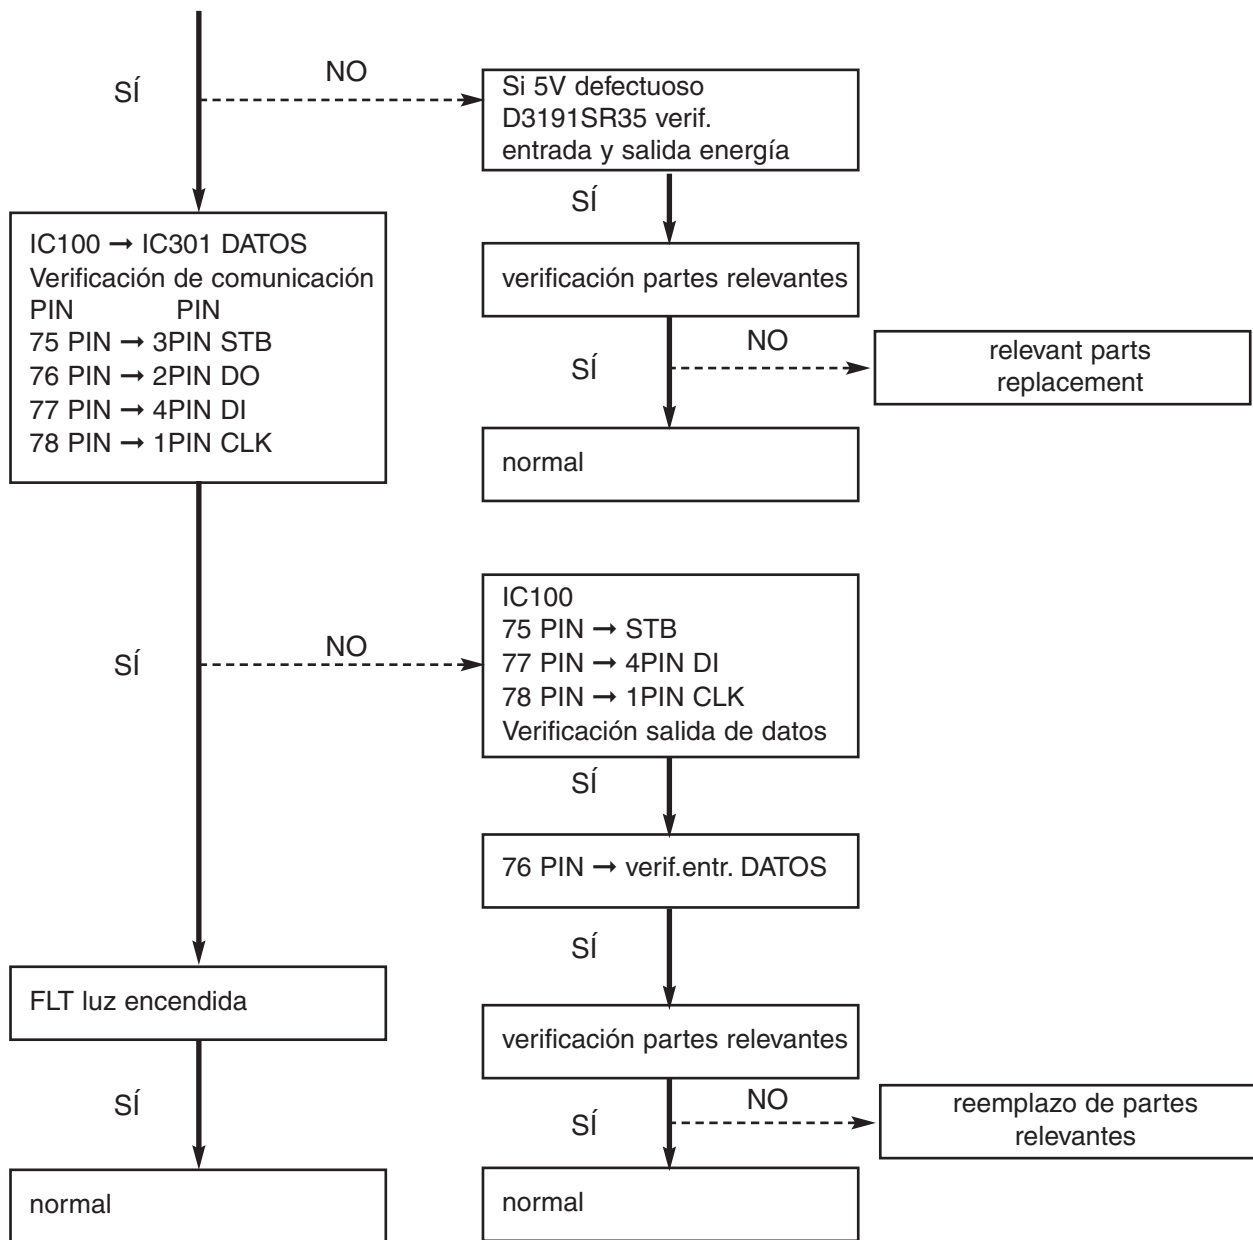 SÍ
NO
Si 5V defectuoso
D3191SR35 verif.
entrada y salida energía
SÍ
IC100 → IC301 DATOS
Verificación de comunicación
PIN PIN
75 PIN → 3PIN STB
76 PIN → 2PIN DO
77 PIN → 4PIN DI
78 PIN → 1PIN CLK
verificación partes relevantes
SÍ
NO
relevant parts
replacement
normal
SÍ
NO
IC100
75 PIN → STB
77 PIN → 4PIN DI
78 PIN → 1PIN CLK
Verificación salida de datos
SÍ
76 PIN → verif.entr. DATOS
SÍ
FLT luz encendida
verificación partes relevantes
SÍ
SÍ
NO
reemplazo de partes
relevantes
normal
normal